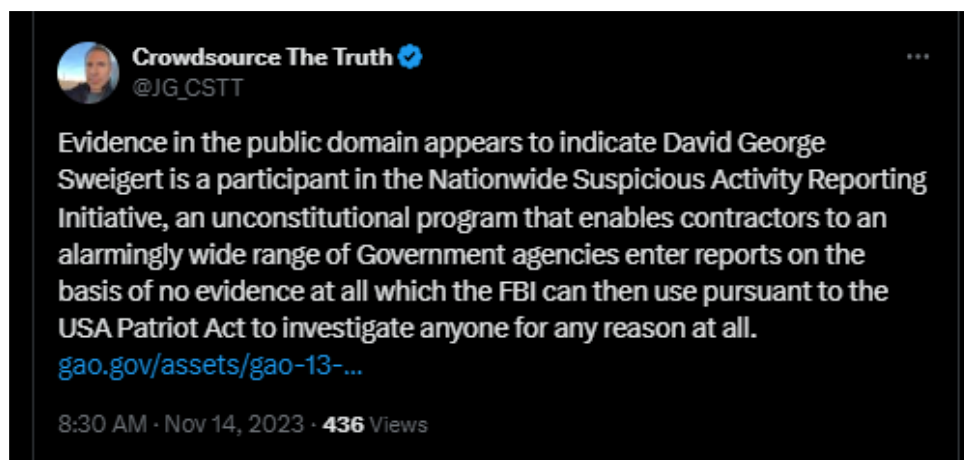 Crowdsource The Truth
@JG_CSTT
Evidence in the public domain appears to indicate David George
Sweigert is a participant in the Nationwide Suspicious Activity Reporting
Initiative, an unconstitutional program that enables contractors to an
alarmingly wide range of Government agencies enter reports on the
basis of no evidence at all which the FBI can then use pursuant to the
USA Patriot Act to investigate anyone for any reason at all.
gao.gov/assets/gao-13-...
8:30 AM · Nov 14, 2023 · 436 Views